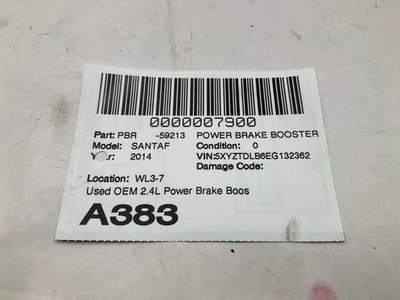 0000007900
Part: PBR -59213 POWER BRAKE BOOSTER
Model: SANTAF Condition: 0
Year: 2014 VIN:5XYZTDLB6EG132362
Damage Code:
Location: WL3-7
Used OEM 2.4L Power Brake Boos
A383